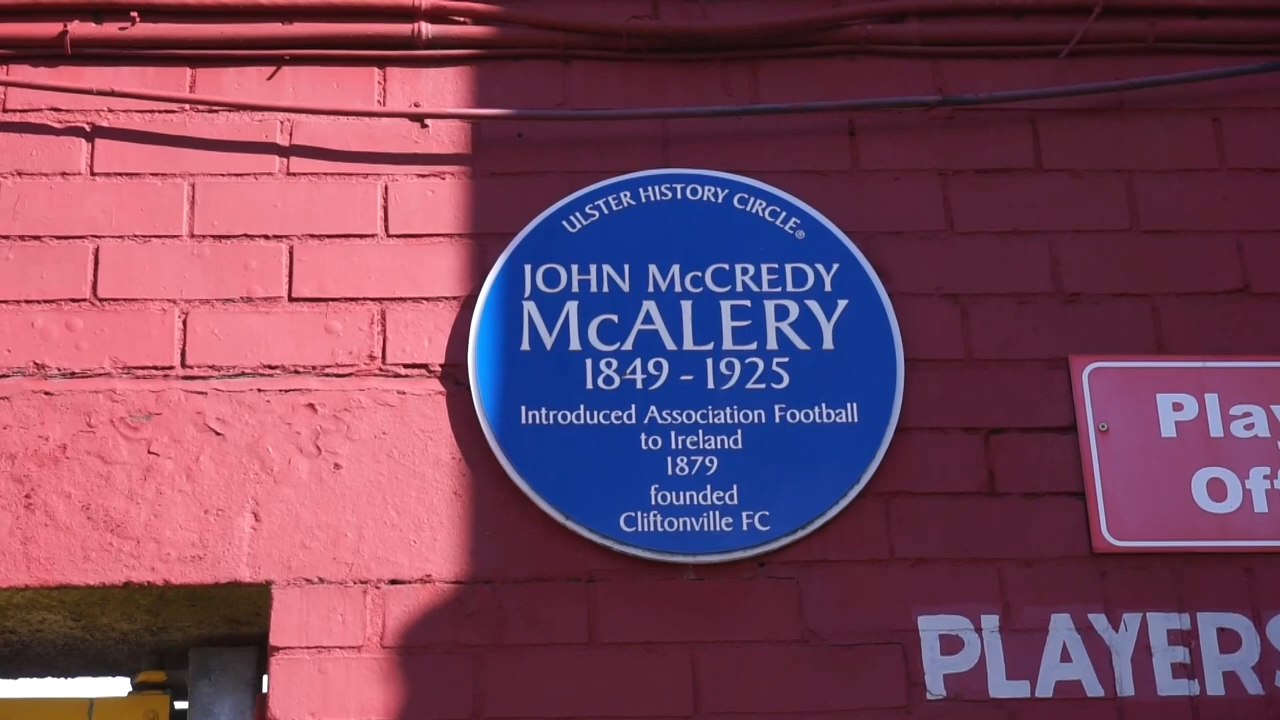 ULSTER HISTORY CIRCLE®
JOHN McCREDY
McALERY
1849 - 1925
Introduced Association Football
to Ireland
1879
founded
Cliftonville FC
PLAYERS